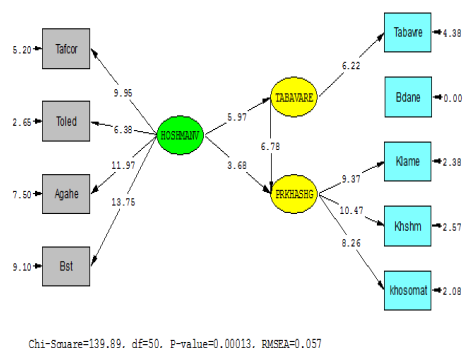 Tabavre
4.38
5.20
Tafcor
6.22
9.95
TABAVARE
Bdane
0.00
5.97
2.65
Toled
6.38
HOSHMANV
6.78
Klame
2.38
3.68
9.37
7.50
Agahe
11.97
PRKHASHG
10.47
Khshm
2.57
13.75
8.26
9.10
Bst
khosomat
2.08
Chi-Square=139.89, df=50, P-value=0.00013, RMSEA=0.057